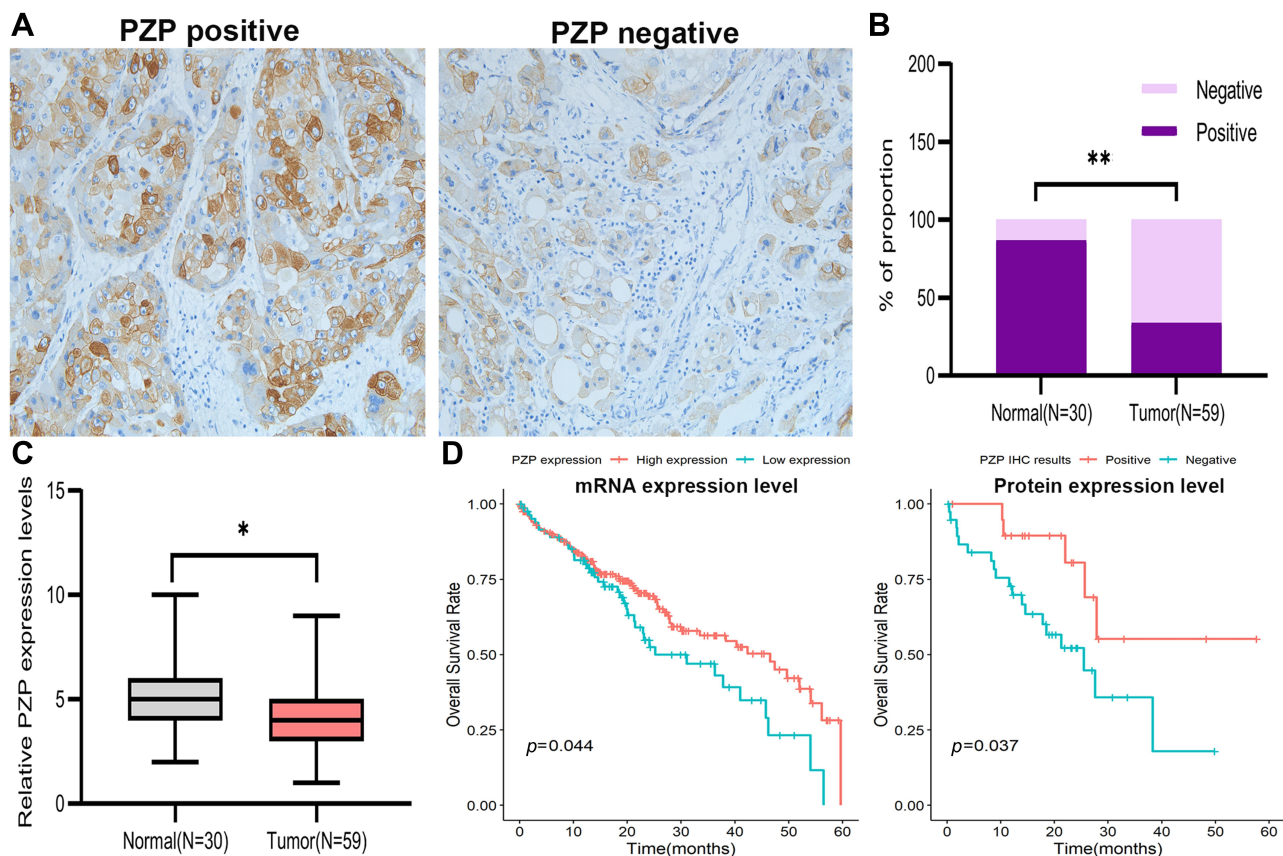 A
PZP positive
PZP negative
B
% of proportion
200
150
100
50
0
Negative
Positive
**
Normal(N=30)
Tumor(N=59)
C
Relative PZP expression levels
15
10
5
0
*
Normal(N=30)
Tumor(N=59)
D
PZP expression High expression Low expression
mRNA expression level
Overall Survival Rate
1.00
0.75
0.50
0.25
0.00
p=0.044
0 10 20 30 40 50 60
Time(months)
PZP IHC results Positive Negative
Protein expression level
Overall Survival Rate
1.00
0.75
0.50
0.25
0.00
p=0.037
0 10 20 30 40 50 60
Time(months)